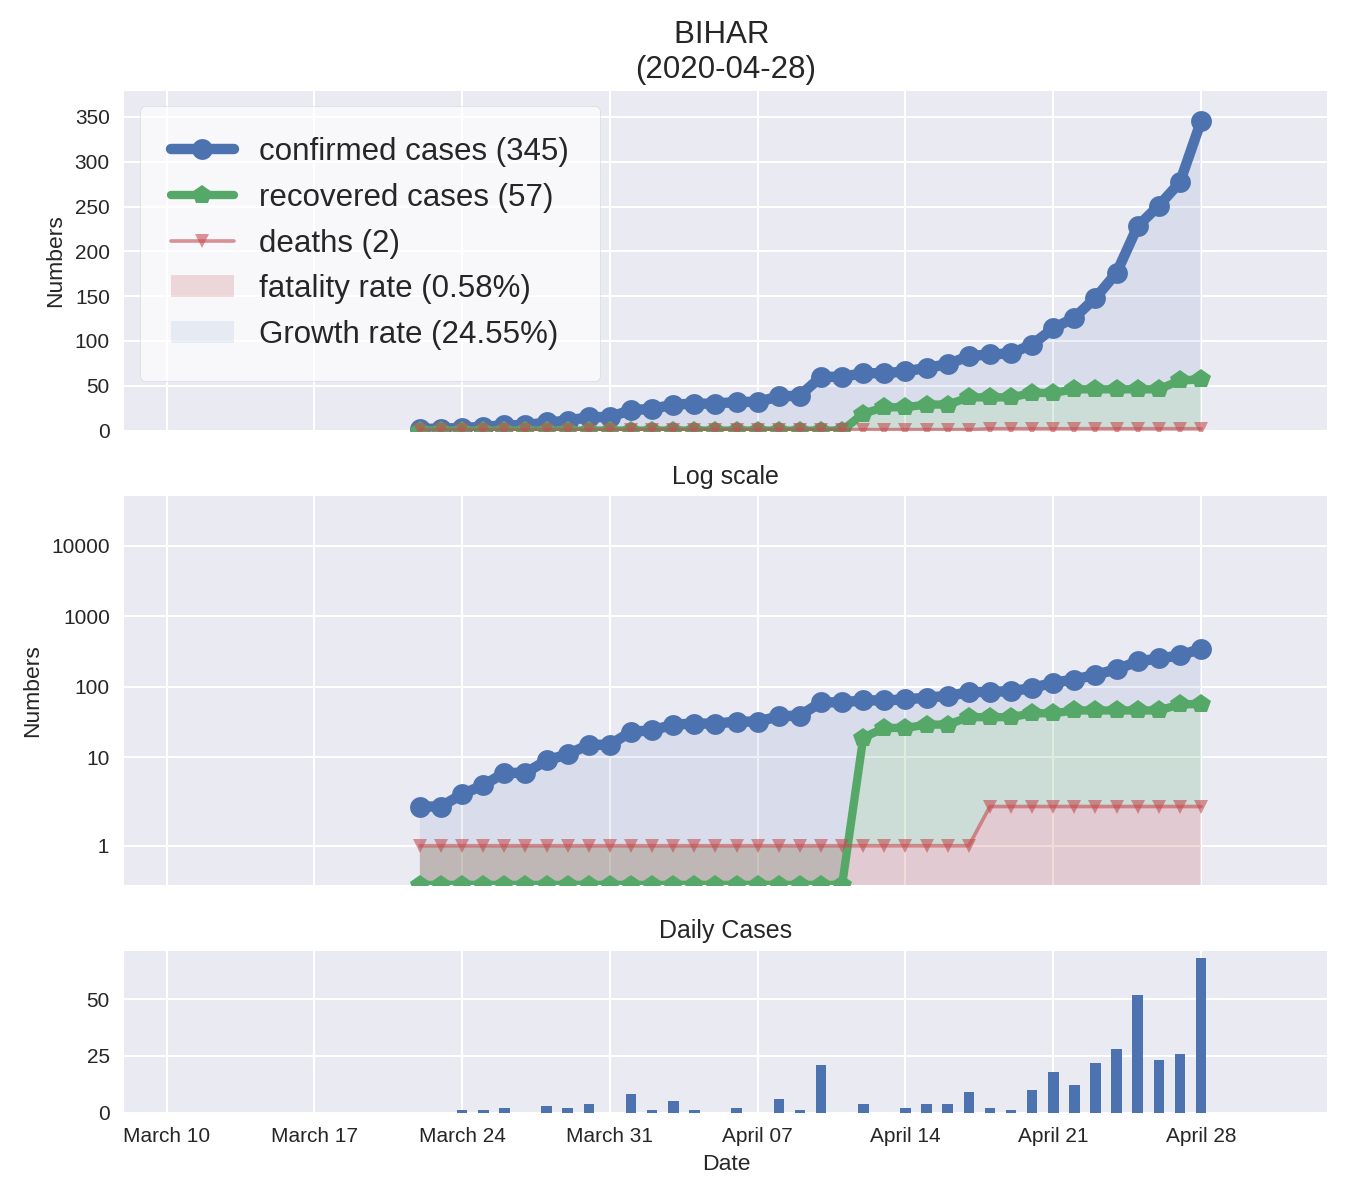 BIHAR
(2020-04-28)
Numbers
350
300
250
200
150
100
50
0
confirmed cases (345)
recovered cases (57)
deaths (2)
fatality rate (0.58%)
Growth rate (24.55%)
Log scale
Numbers
10000
1000
100
10
1
Daily Cases
50
25
0
March 10 March 17 March 24 March 31 April 07 April 14 April 21 April 28
Date